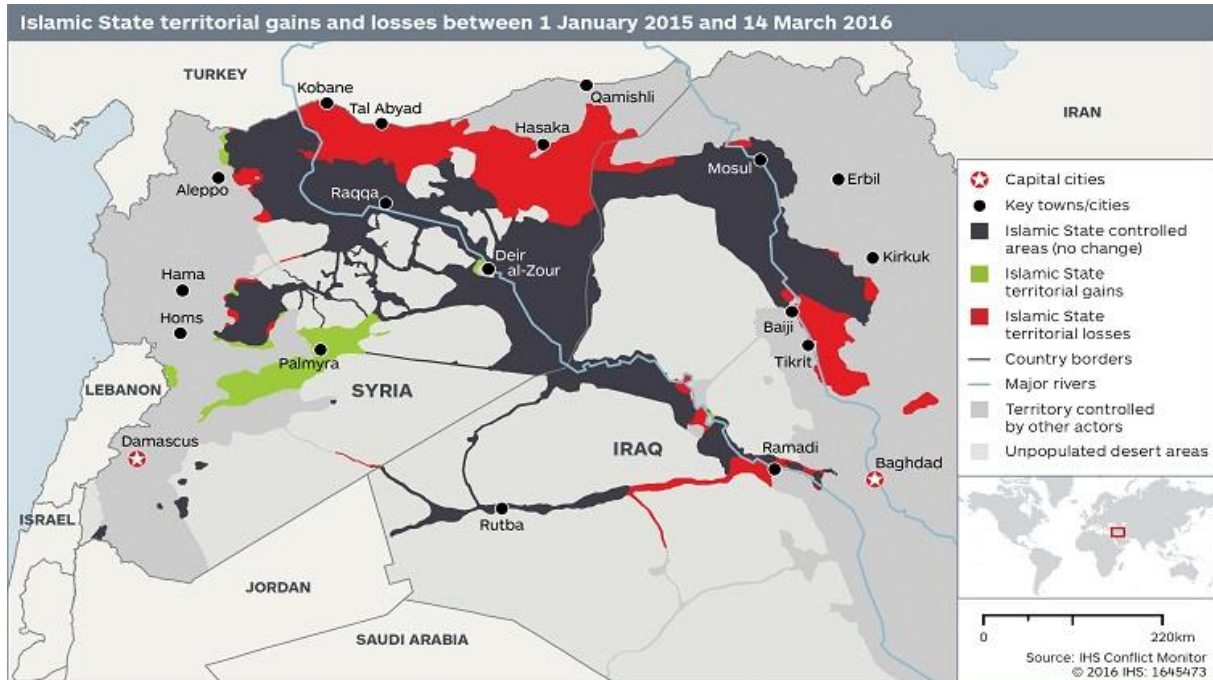 Islamic State territorial gains and losses between 1 January 2015 and 14 March 2016
TURKEY
Kobane
Tal Abyad
Qamishli
Hasaka
IRAN
Aleppo
Raqqa
Mosul
Erbil
Deir
al-Zour
Kirkuk
Hama
Homs
Baiji
Tikrit
Palmyra
LEBANON
SYRIA
Damascus
IRAQ
Ramadi
Baghdad
Rutba
ISRAEL
JORDAN
SAUDI ARABIA
Capital cities
Key towns/cities
Islamic State controlled
areas (no change)
Islamic State
territorial gains
Islamic State
territorial losses
Country borders
Major rivers
Territory controlled
by other actors
Unpopulated desert areas
0
220km
Source: IHS Conflict Monitor
© 2016 IHS: 1645473